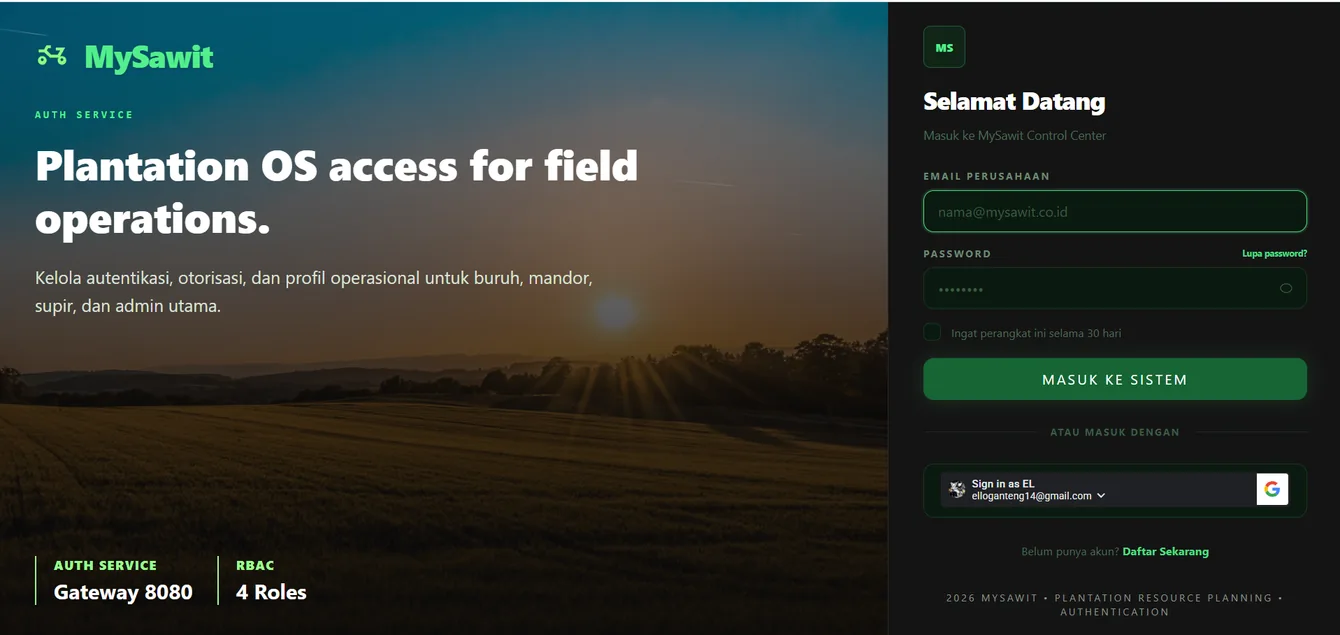 MySawit
AUTH SERVICE
Plantation OS access for field
operations.
Kelola autentikasi, otorisasi, dan profil operasional untuk buruh, mandor,
supir, dan admin utama.
AUTH SERVICE
Gateway 8080
RBAC
4 Roles
MS
Selamat Datang
Masuk ke MySawit Control Center
EMAIL PERUSAHAAN
nama@mysawit.co.id
PASSWORD
Lupa password?
••••••••
Ingat perangkat ini selama 30 hari
MASUK KE SISTEM
ATAU MASUK DENGAN
Sign in as EL
elloganteng14@gmail.com
Belum punya akun? Daftar Sekarang
2026 MYSAWIT • PLANTATION RESOURCE PLANNING •
AUTHENTICATION